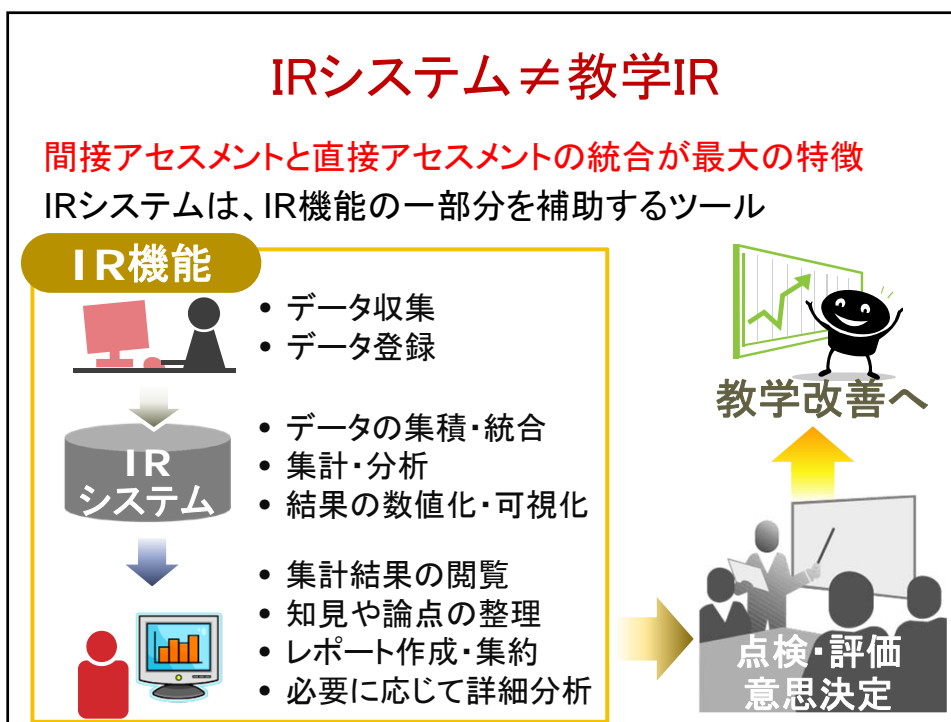 IRシステム≠教学IR
間接アセスメントと直接アセスメントの統合が最大の特徴
IRシステムは、IR機能の一部分を補助するツール
IR機能
• データ収集
• データ登録
IR
システム
• データの集積・統合
• 集計・分析
• 結果の数値化・可視化
• 集計結果の閲覧
• 知見や論点の整理
• レポート作成・集約
• 必要に応じて詳細分析
教学改善へ
点検・評価
意思決定